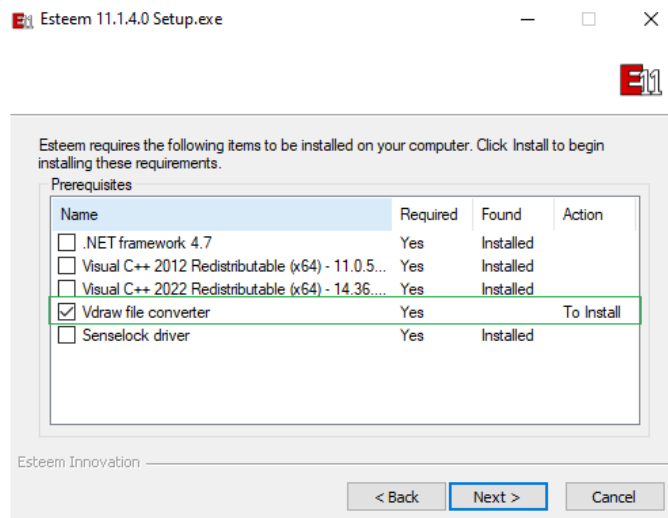 Esteem 11.1.4.0 Setup.exe
E11
Esteem requires the following items to be installed on your computer. Click Install to begin
installing these requirements.
Prerequisites
Name Required Found Action
.NET framework 4.7 Yes Installed
Visual C++ 2012 Redistributable (x64) - 11.0.5... Yes Installed
Visual C++ 2022 Redistributable (x64) - 14.36.... Yes Installed
Vdraw file converter Yes To Install
Senselock driver Yes Installed
Esteem Innovation
< Back Next > Cancel